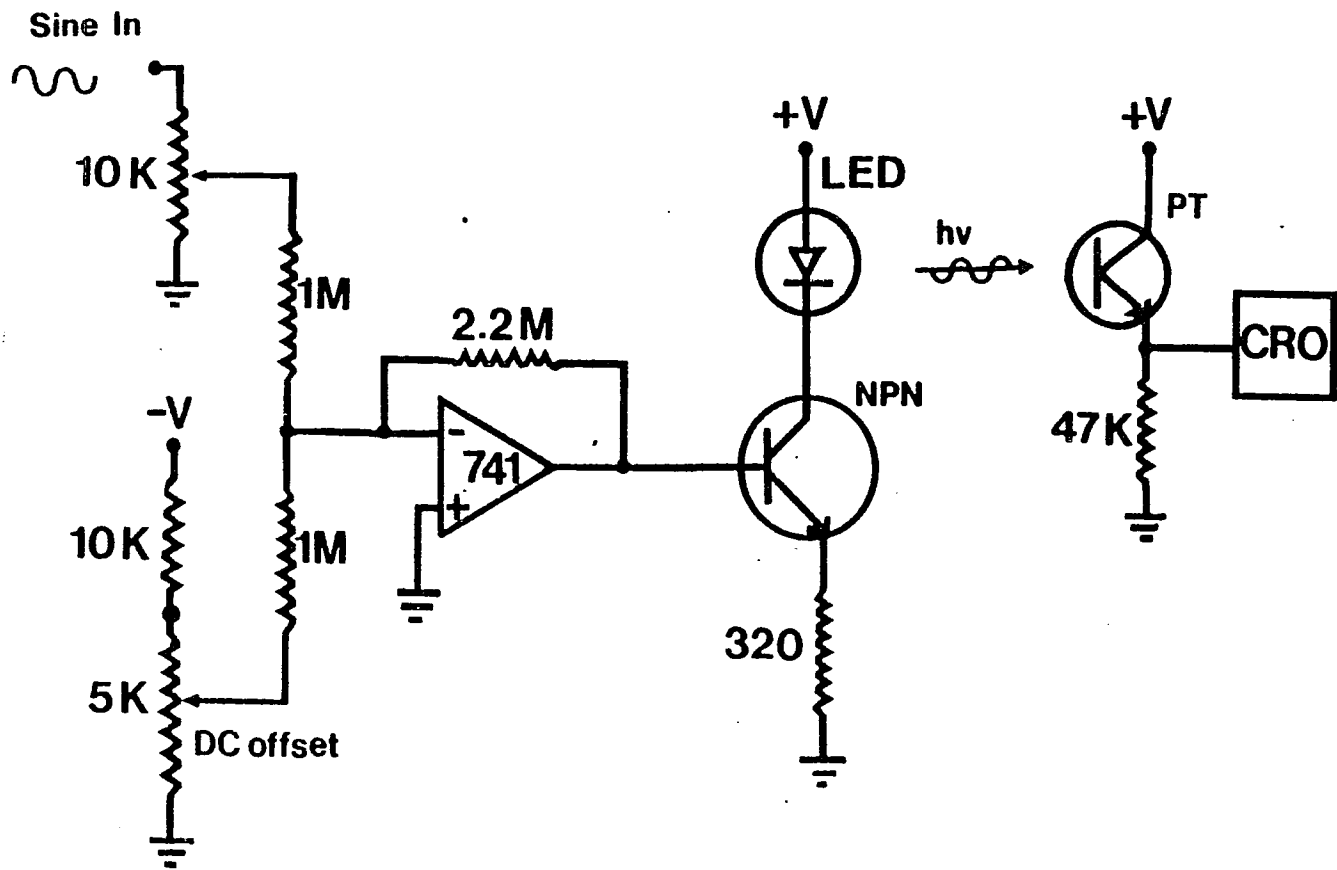 Sine In
10K
1M
2.2M
-V
-
741
+
10K
1M
5K
DC offset
+V
LED
hv
NPN
320
+V
PT
CRO
47K